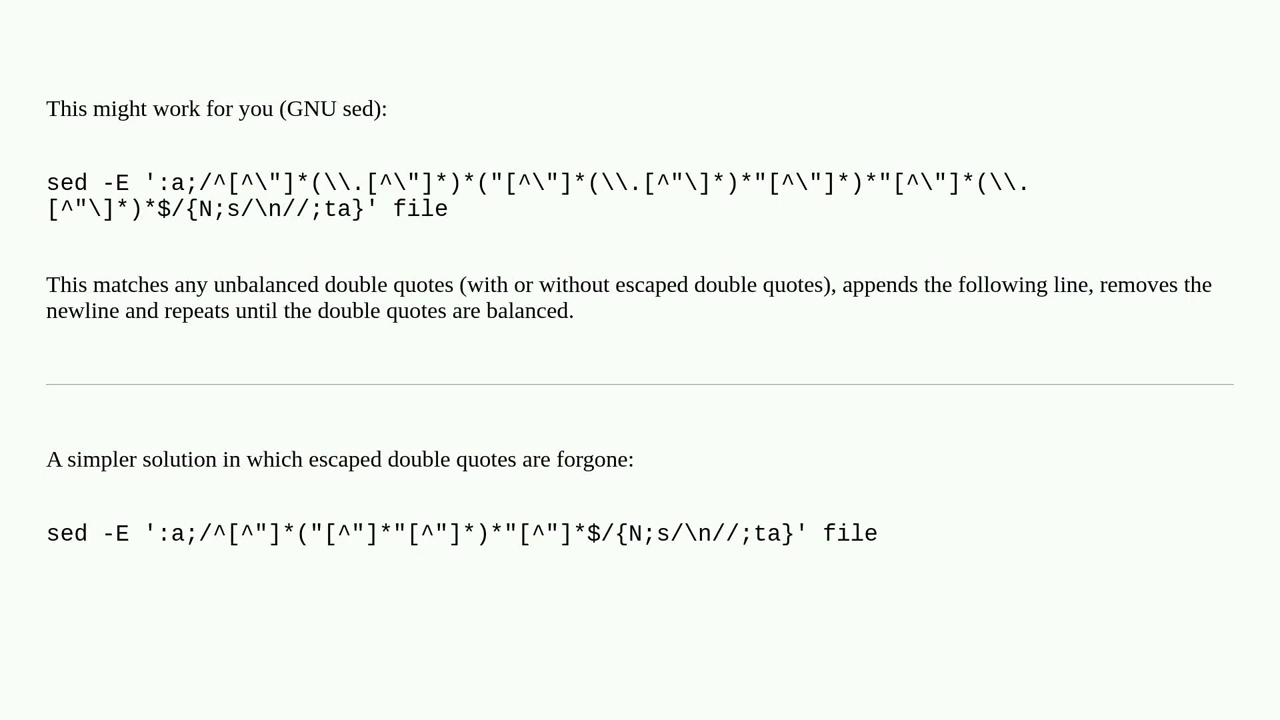 This might work for you (GNU sed):
sed -E ':a;/^[^\"]*(\\.[^\"]*)*("[^\"]*(\\.[^"\]*)*"[^\"]*)*"[^\"]*(\\.
[^"\]*)*$/{N;s/\n//;ta}' file
This matches any unbalanced double quotes (with or without escaped double quotes), appends the following line, removes the
newline and repeats until the double quotes are balanced.
A simpler solution in which escaped double quotes are forgone:
sed -E ':a;/^[^"]*("[^"]*"[^"]*)*"[^"]*$/{N;s/\n//;ta}' file